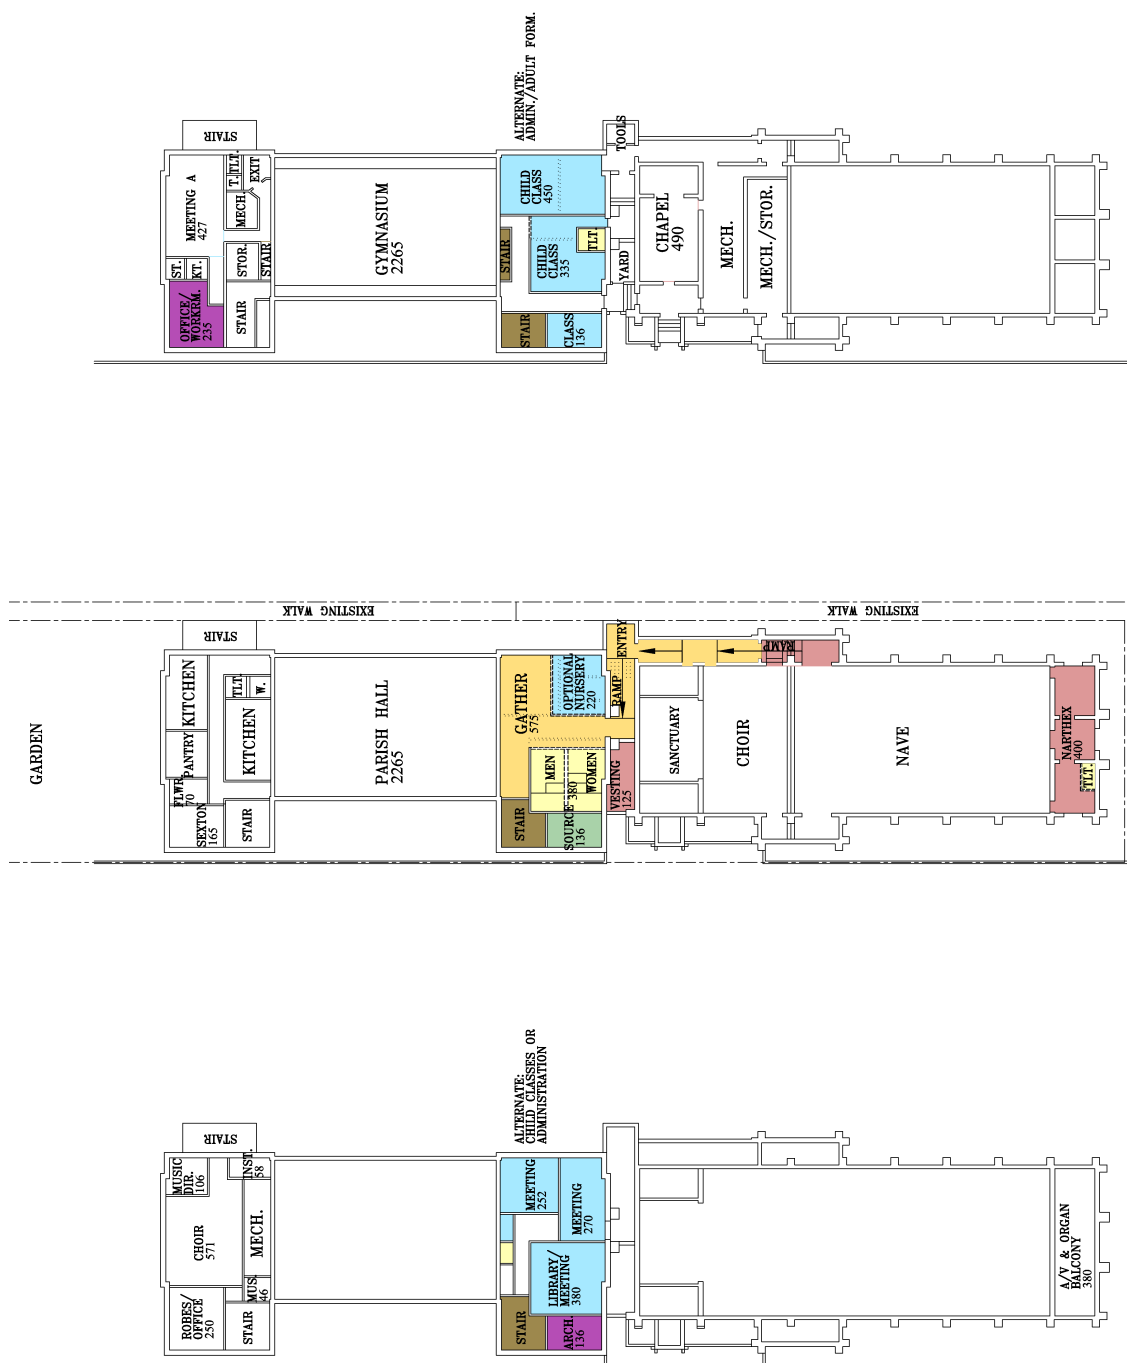 ALTERNATE:
ADMIN./ADULT FORM.
STAIR
MEETING A
427
T.
TLT.
EXIT
MECH.
ST.
KT.
STOR.
STAIR
OFFICE/
WORKRM.
235
STAIR
GYMNASIUM
2265
CHILD
CLASS
450
STAIR
CHILD
CLASS
335
TLT.
STAIR
CLASS
136
TOOLS
YARD
CHAPEL
490
MECH.
MECH./STOR.
EXISTING WALK
EXISTING WALK
GARDEN
STAIR
KITCHEN
TLT.
W.
PANTRY
KITCHEN
FLWR.
70
SEXTON
165
STAIR
PARISH HALL
2265
GATHER
575
OPTIONAL
NURSERY
220
MEN
WOMEN
380
STAIR
SOURCE
136
ENTRY
RAMP
VESTING
125
RAMP
SANCTUARY
CHOIR
NAVE
NARTHEX
400
TLT.
ALTERNATE:
CHILD CLASSES OR
ADMINISTRATION
STAIR
MUSIC
DIR.
106
INST.
58
CHOIR
571
MECH.
MUS.
46
ROBES/
OFFICE
250
STAIR
MEETING
252
MEETING
270
LIBRARY/
MEETING
380
STAIR
ARCH.
136
A/V & ORGAN
BALCONY
380